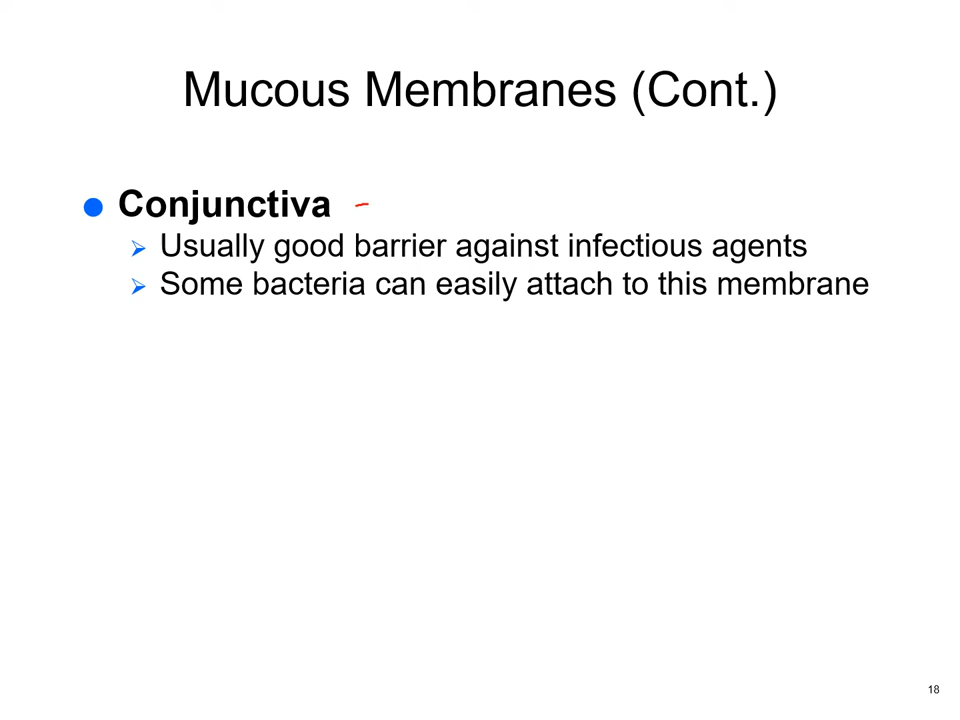 Mucous Membranes (Cont.)
Conjunctiva
Usually good barrier against infectious agents
Some bacteria can easily attach to this membrane
18